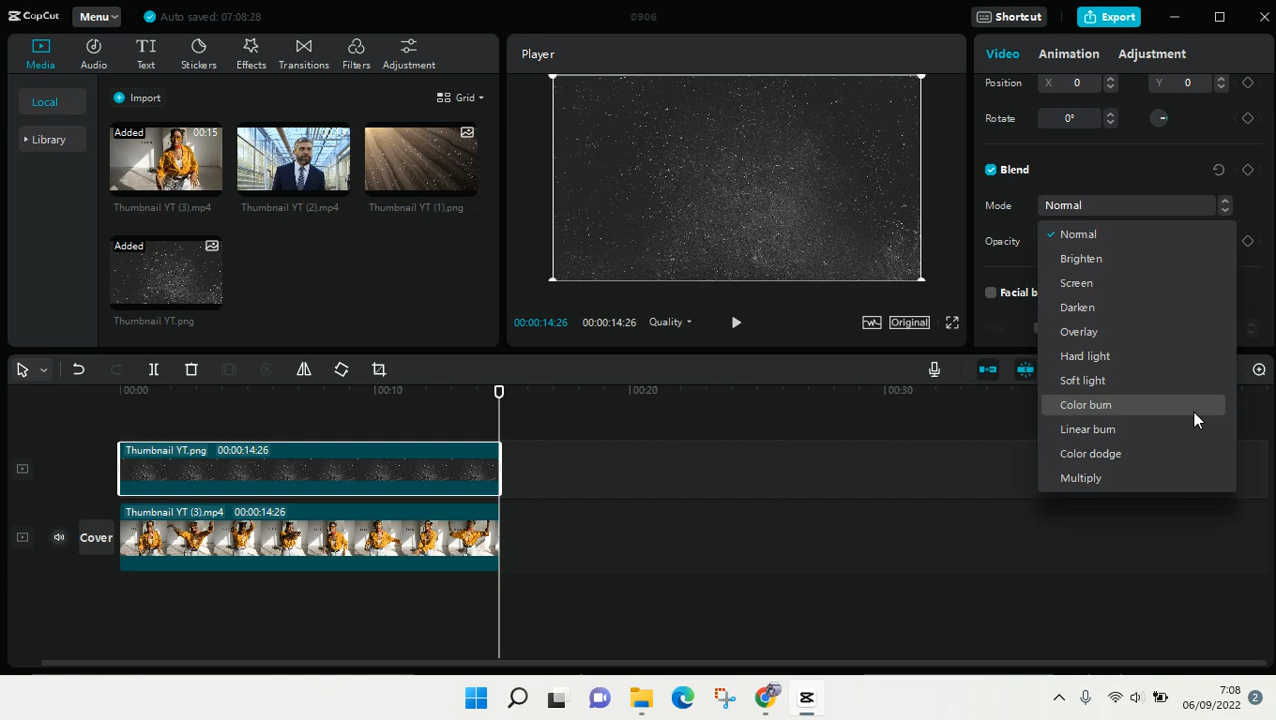 CapCut Menu Auto saved: 07:08:28 0906 Shortcut Export
Media Audio Text Stickers Effects Transitions Filters Adjustment
Local
Library
Import Grid
Added 00:15
Thumbnail YT (3).mp4 Thumbnail YT (2).mp4 Thumbnail YT (1).png
Added
Thumbnail YT.png
Player
00:00:14:26 00:00:14:26 Quality Original
Video Animation Adjustment
Position X 0 Y 0
Rotate 0°
Blend
Mode Normal
Opacity
Facial b
Normal
Brighten
Screen
Darken
Overlay
Hard light
Soft light
Color bum
Linear bum
Color dodge
Multiply
00:00 00:10 00:20 00:30
Thumbnail YT.png 00:00:14:26
Thumbnail YT (3).mp4 00:00:14:26
Cover
7:08
06/09/2022 2